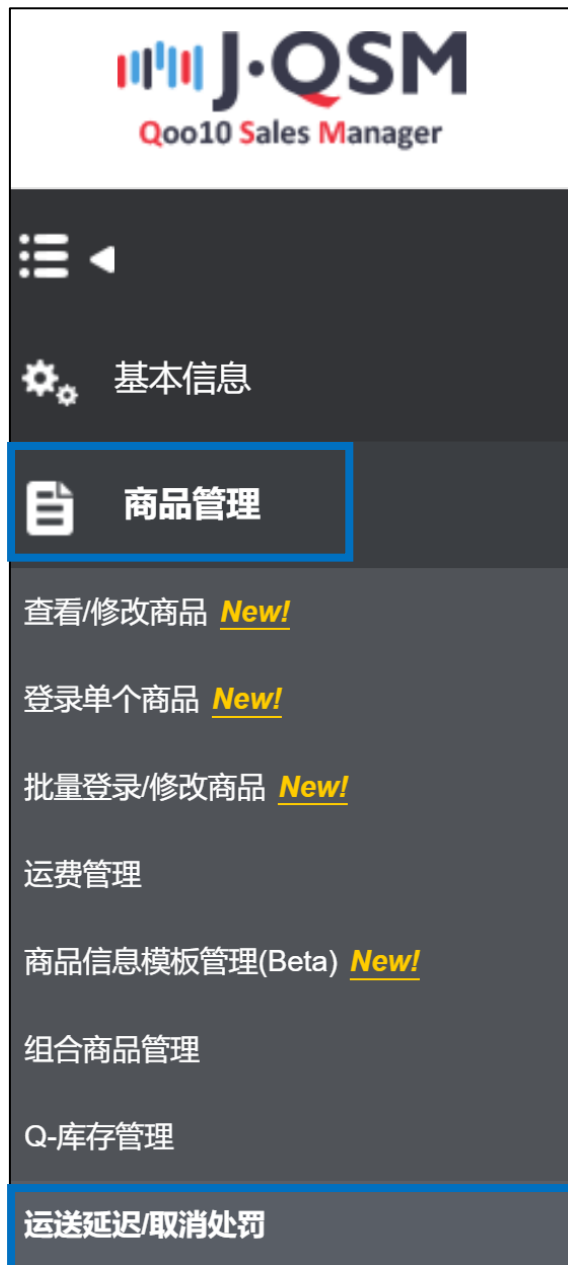 J·QSM
Qoo10 Sales Manager
基本信息
商品管理
查看/修改商品 New!
登录单个商品 New!
批量登录/修改商品 New!
运费管理
商品信息模板管理(Beta) New!
组合商品管理
Q-库存管理
运送延迟/取消处罚